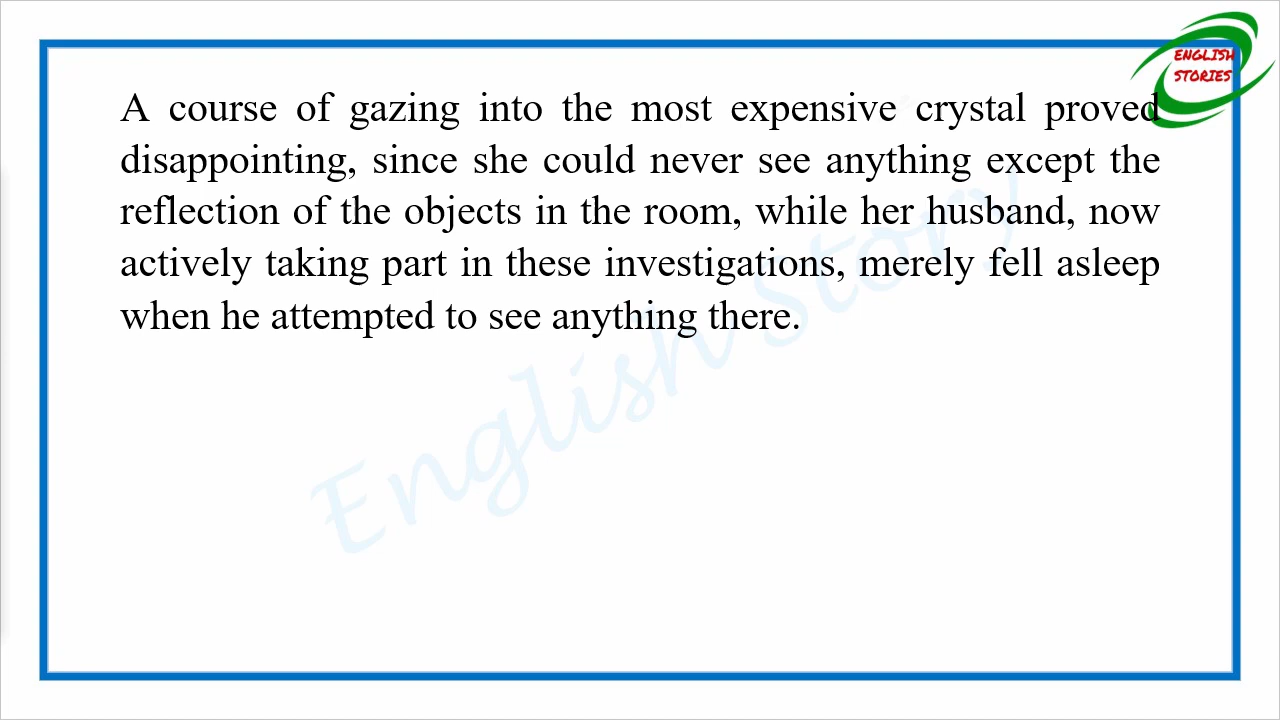 ENGLISH
STORIES
A course of gazing into the most expensive crystal proved
disappointing, since she could never see anything except the
reflection of the objects in the room, while her husband, now
actively taking part in these investigations, merely fell asleep
when he attempted to see anything there.
English Story